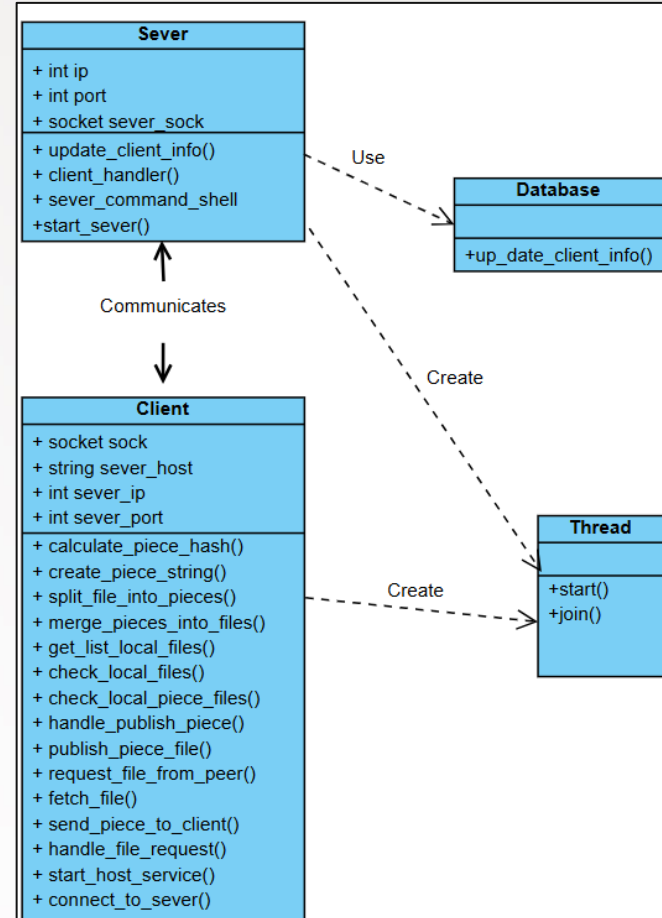 Sever
+ int ip
+ int port
+ socket sever_sock
+ update_client_info()
+ client_handler()
+ sever_command_shell
+start_sever()
Use
Database
+up_date_client_info()
Communicates
Create
Client
+ socket sock
+ string sever_host
+ int sever_ip
+ int sever_port
+ calculate_piece_hash()
+ create_piece_string()
+ split_file_into_pieces()
+ merge_pieces_into_files()
+ get_list_local_files()
+ check_local_files()
+ check_local_piece_files()
+ handle_publish_piece()
+ publish_piece_file()
+ request_file_from_peer()
+ fetch_file()
+ send_piece_to_client()
+ handle_file_request()
+ start_host_service()
+ connect_to_sever()
Create
Thread
+start()
+join()